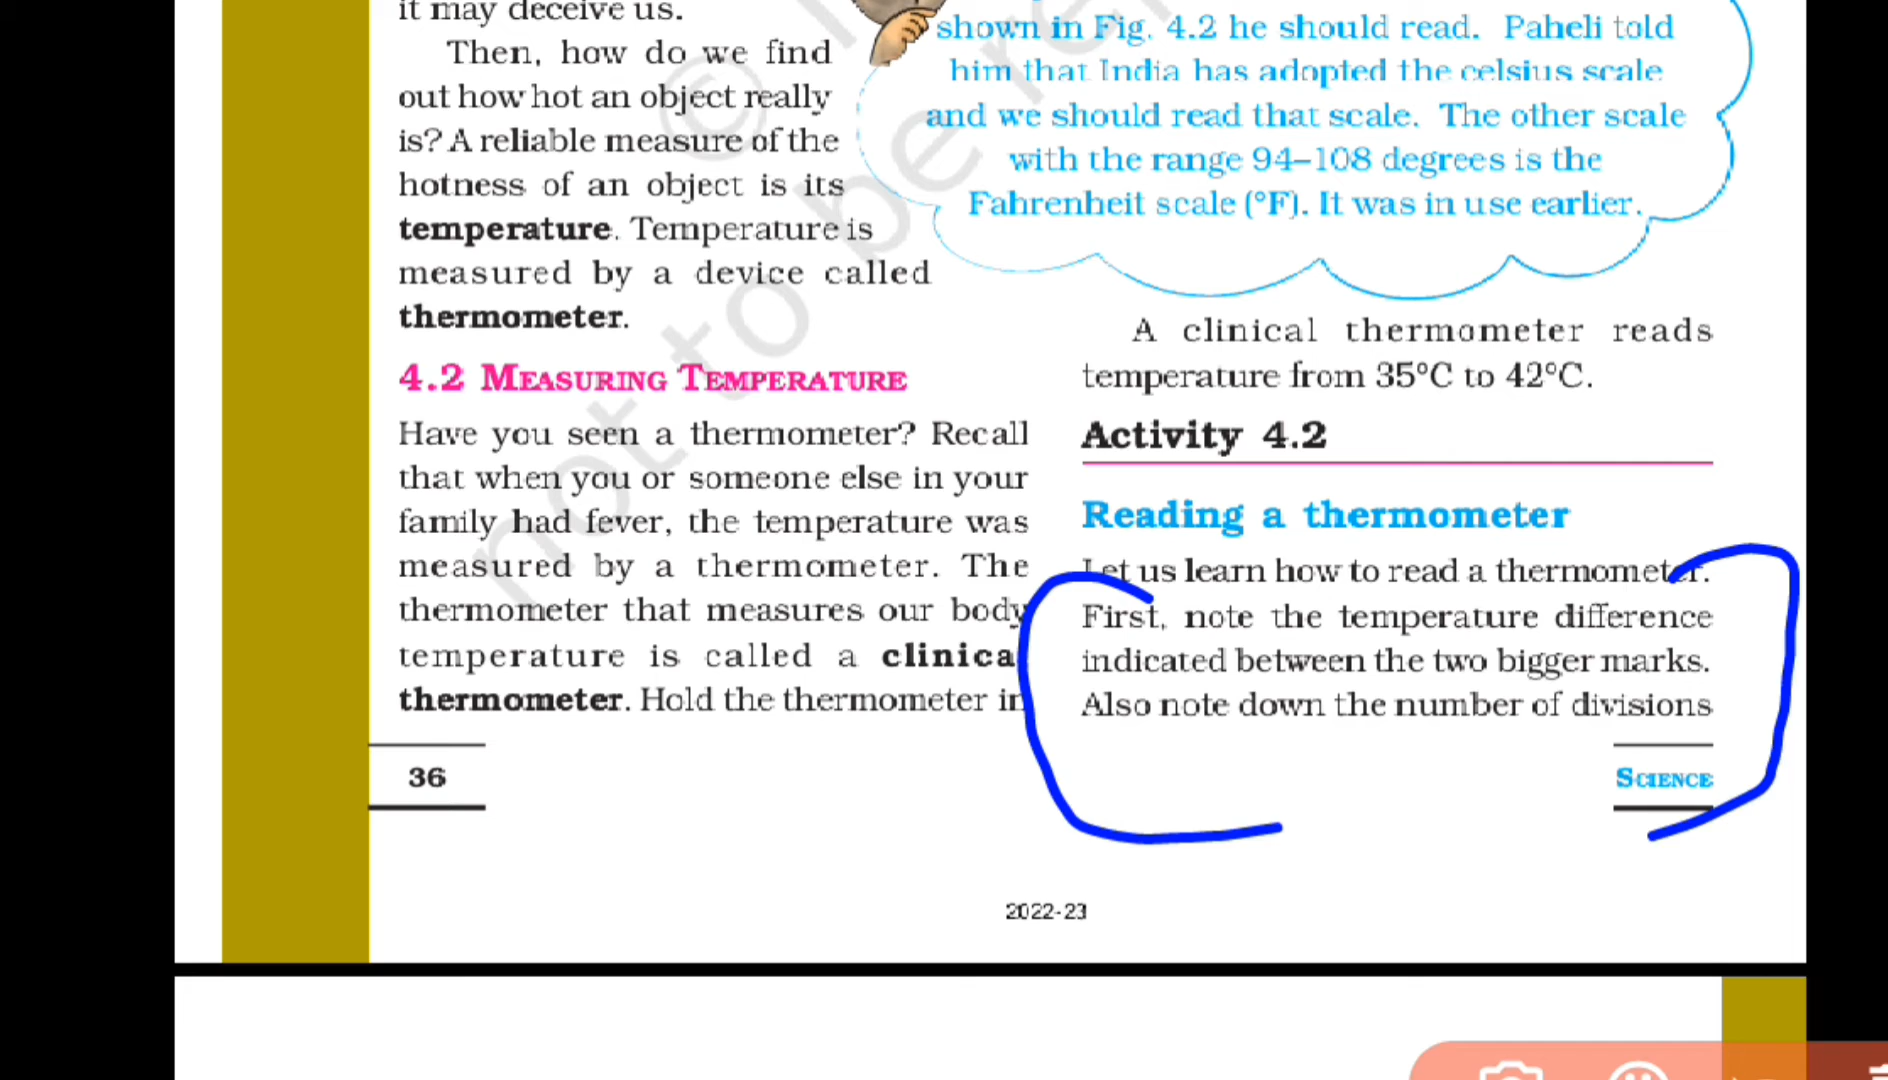 it may deceive us.
Then, how do we find
out how hot an object really
is? A reliable measure of the
hotness of an object is its
temperature. Temperature is
measured by a device called
thermometer.
4.2 MEASURING TEMPERATURE
Have you seen a thermometer? Recall
that when you or someone else in your
family had fever, the temperature was
measured by a thermometer. The
thermometer that measures our body
temperature is called a clinica
thermometer. Hold the thermometer in
36
shown in Fig. 4.2 he should read. Paheli told
him that India has adopted the celsius scale
and we should read that scale. The other scale
with the range 94–108 degrees is the
Fahrenheit scale (°F). It was in use earlier.
A clinical thermometer reads
temperature from 35°C to 42°C.
Activity 4.2
Reading a thermometer
Let us learn how to read a thermometer.
First, note the temperature difference
indicated between the two bigger marks.
Also note down the number of divisions
SCIENCE
2022-23
©
not to be re